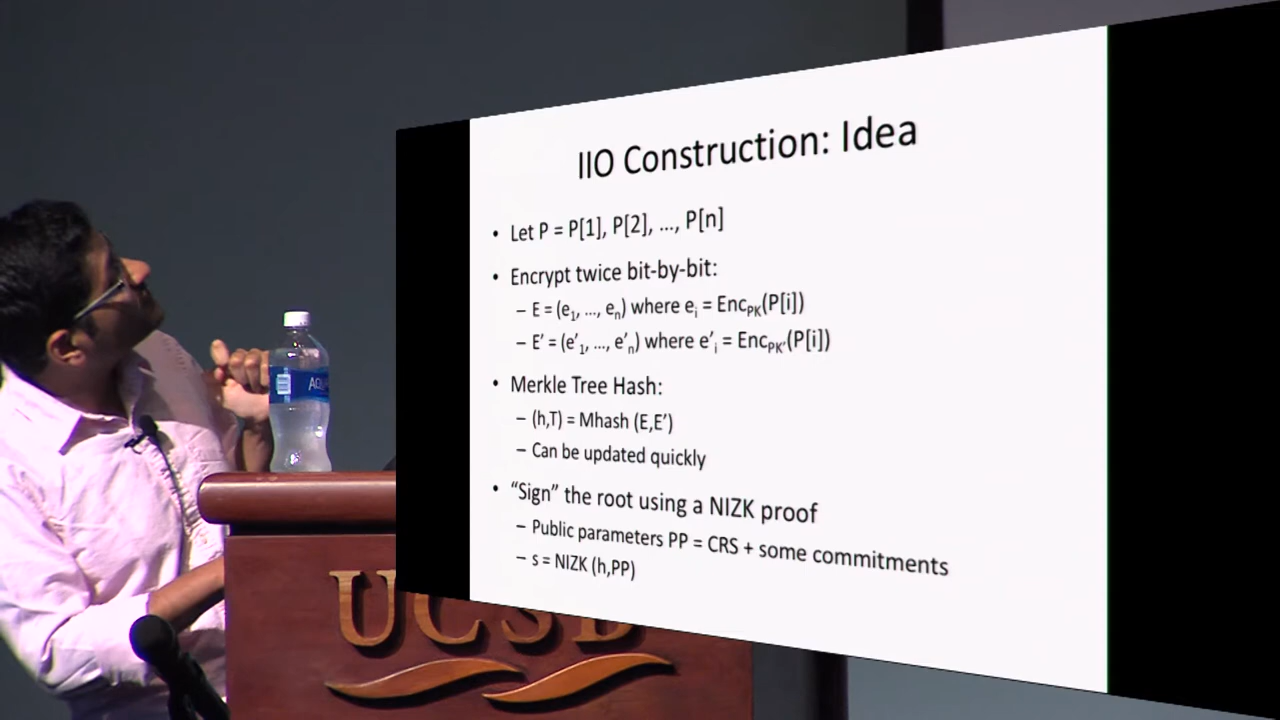 IIO Construction: Idea
• Let P = P[1], P[2], ..., P[n]
• Encrypt twice bit-by-bit:
– E = (e₁, ..., eₙ) where eᵢ = Enc_PK(P[i])
– E' = (e'₁, ..., e'ₙ) where e'ᵢ = Enc_PK'(P[i])
• Merkle Tree Hash:
– (h,T) = Mhash (E,E')
– Can be updated quickly
• “Sign” the root using a NIZK proof
– Public parameters PP = CRS + some commitments
– s = NIZK (h,PP)
UCSB